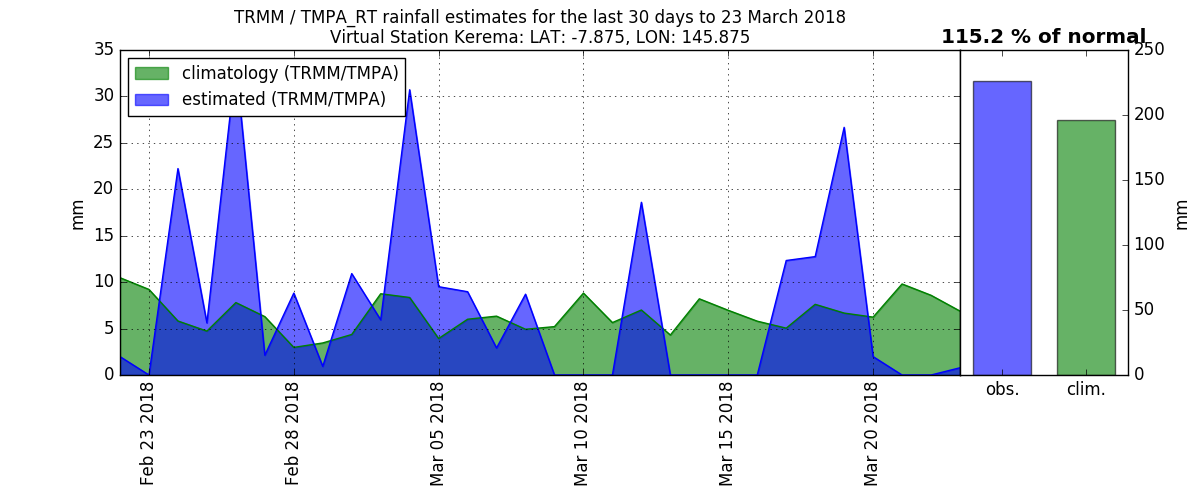 TRMM / TMPA_RT rainfall estimates for the last 30 days to 23 March 2018
Virtual Station Kerema: LAT: -7.875, LON: 145.875
115.2 % of normal
climatology (TRMM/TMPA)
estimated (TRMM/TMPA)
35
30
25
20
15
10
5
0
mm
Feb 23 2018
Feb 28 2018
Mar 05 2018
Mar 10 2018
Mar 15 2018
Mar 20 2018
250
200
150
100
50
0
mm
obs.
clim.